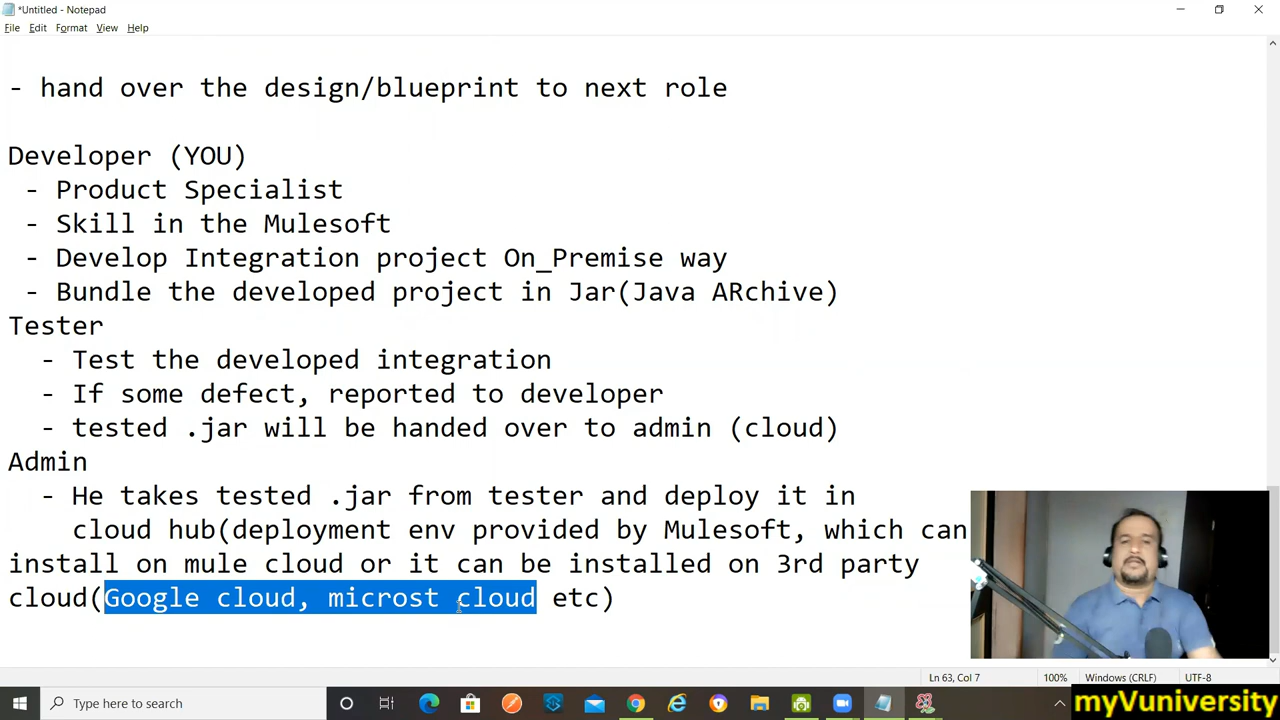 *Untitled - Notepad
File Edit Format View Help
- hand over the design/blueprint to next role
Developer (YOU)
- Product Specialist
- Skill in the Mulesoft
- Develop Integration project On_Premise way
- Bundle the developed project in Jar(Java ARchive)
Tester
- Test the developed integration
- If some defect, reported to developer
- tested .jar will be handed over to admin (cloud)
Admin
- He takes tested .jar from tester and deploy it in
cloud hub(deployment env provided by Mulesoft, which can
install on mule cloud or it can be installed on 3rd party
cloud(Google cloud, microst cloud etc)
Ln 63, Col 7 100% Windows (CRLF) UTF-8
Type here to search
myVuniversity